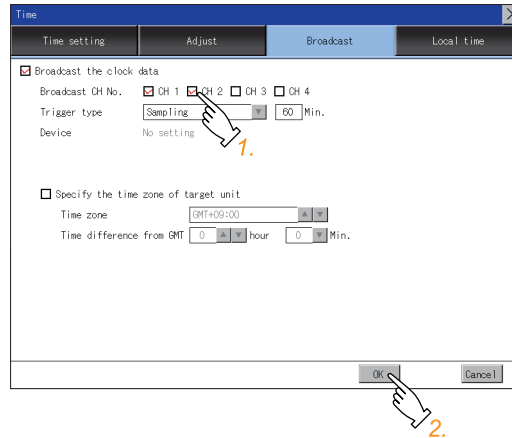 Time
Time setting Adjust Broadcast Local time
Broadcast the clock data
Broadcast CH No. CH 1 CH 2 CH 3 CH 4
Trigger type Sampling 60 Min.
Device No setting
1.
Specify the time zone of target unit
Time zone GMT+09:00
Time difference from GMT 0 hour 0 Min.
OK Cancel
2.